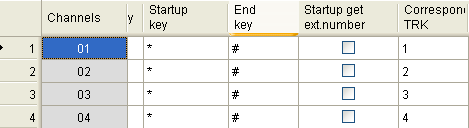 Channels y Startup key End key Startup get ext.number Correspon TRK
1 01 * # 1
2 02 * # 2
3 03 * # 3
4 04 * # 4